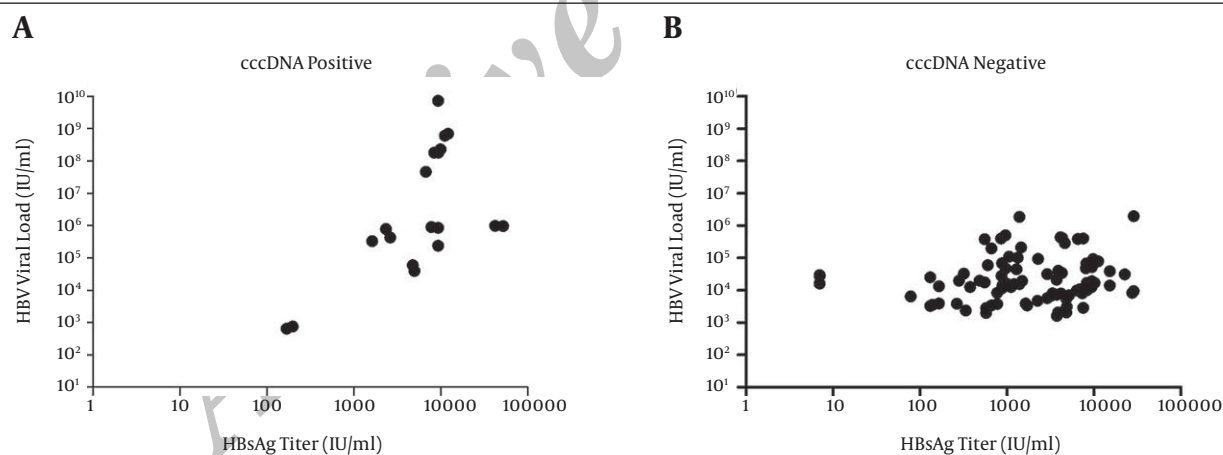 A
cccDNA Positive
HBV Viral Load (IU/ml)
10¹⁰
10⁹
10⁸
10⁷
10⁶
10⁵
10⁴
10³
10²
10¹
1 10 100 1000 10000 100000
HBsAg Titer (IU/ml)
B
cccDNA Negative
HBV Viral Load (IU/ml)
10¹⁰
10⁹
10⁸
10⁷
10⁶
10⁵
10⁴
10³
10²
10¹
1 10 100 1000 10000 100000
HBsAg Titer (IU/ml)